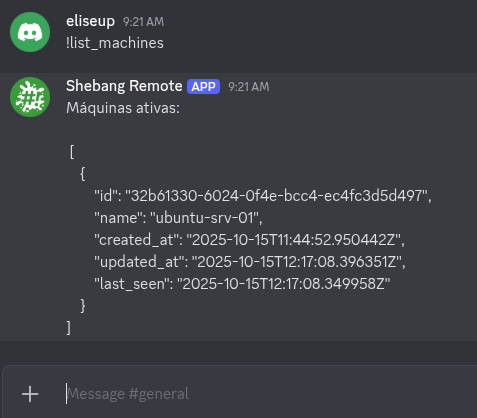 eliseup 9:21 AM
!list_machines
Shebang Remote APP 9:21 AM
Máquinas ativas:
[
{
"id": "32b61330-6024-0f4e-bcc4-ec4fc3d5d497",
"name": "ubuntu-srv-01",
"created_at": "2025-10-15T11:44:52.950442Z",
"updated_at": "2025-10-15T12:17:08.396351Z",
"last_seen": "2025-10-15T12:17:08.349958Z"
}
]
Message #general